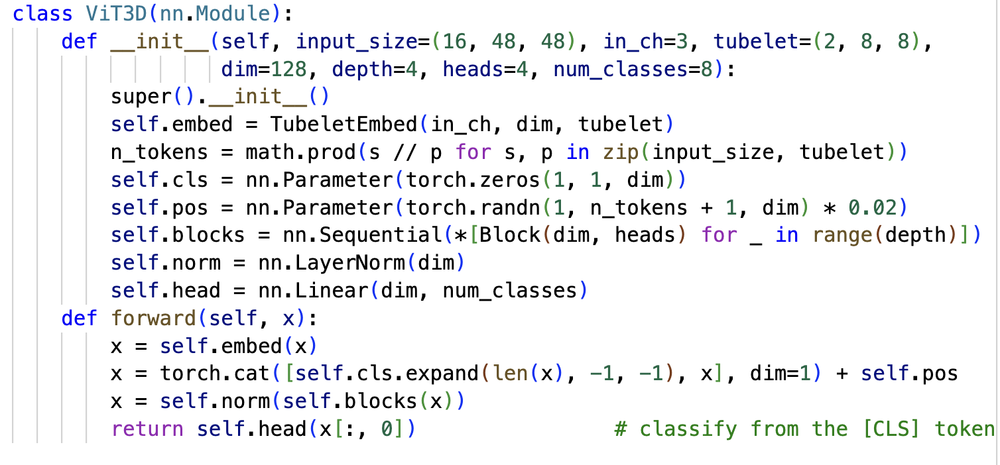 class ViT3D(nn.Module):
    def __init__(self, input_size=(16, 48, 48), in_ch=3, tubelet=(2, 8, 8),
                 dim=128, depth=4, heads=4, num_classes=8):
        super().__init__()
        self.embed = TubeletEmbed(in_ch, dim, tubelet)
        n_tokens = math.prod(s // p for s, p in zip(input_size, tubelet))
        self.cls = nn.Parameter(torch.zeros(1, 1, dim))
        self.pos = nn.Parameter(torch.randn(1, n_tokens + 1, dim) * 0.02)
        self.blocks = nn.Sequential(*[Block(dim, heads) for _ in range(depth)])
        self.norm = nn.LayerNorm(dim)
        self.head = nn.Linear(dim, num_classes)
    def forward(self, x):
        x = self.embed(x)
        x = torch.cat([self.cls.expand(len(x), -1, -1), x], dim=1) + self.pos
        x = self.norm(self.blocks(x))
        return self.head(x[:, 0])                # classify from the [CLS] token